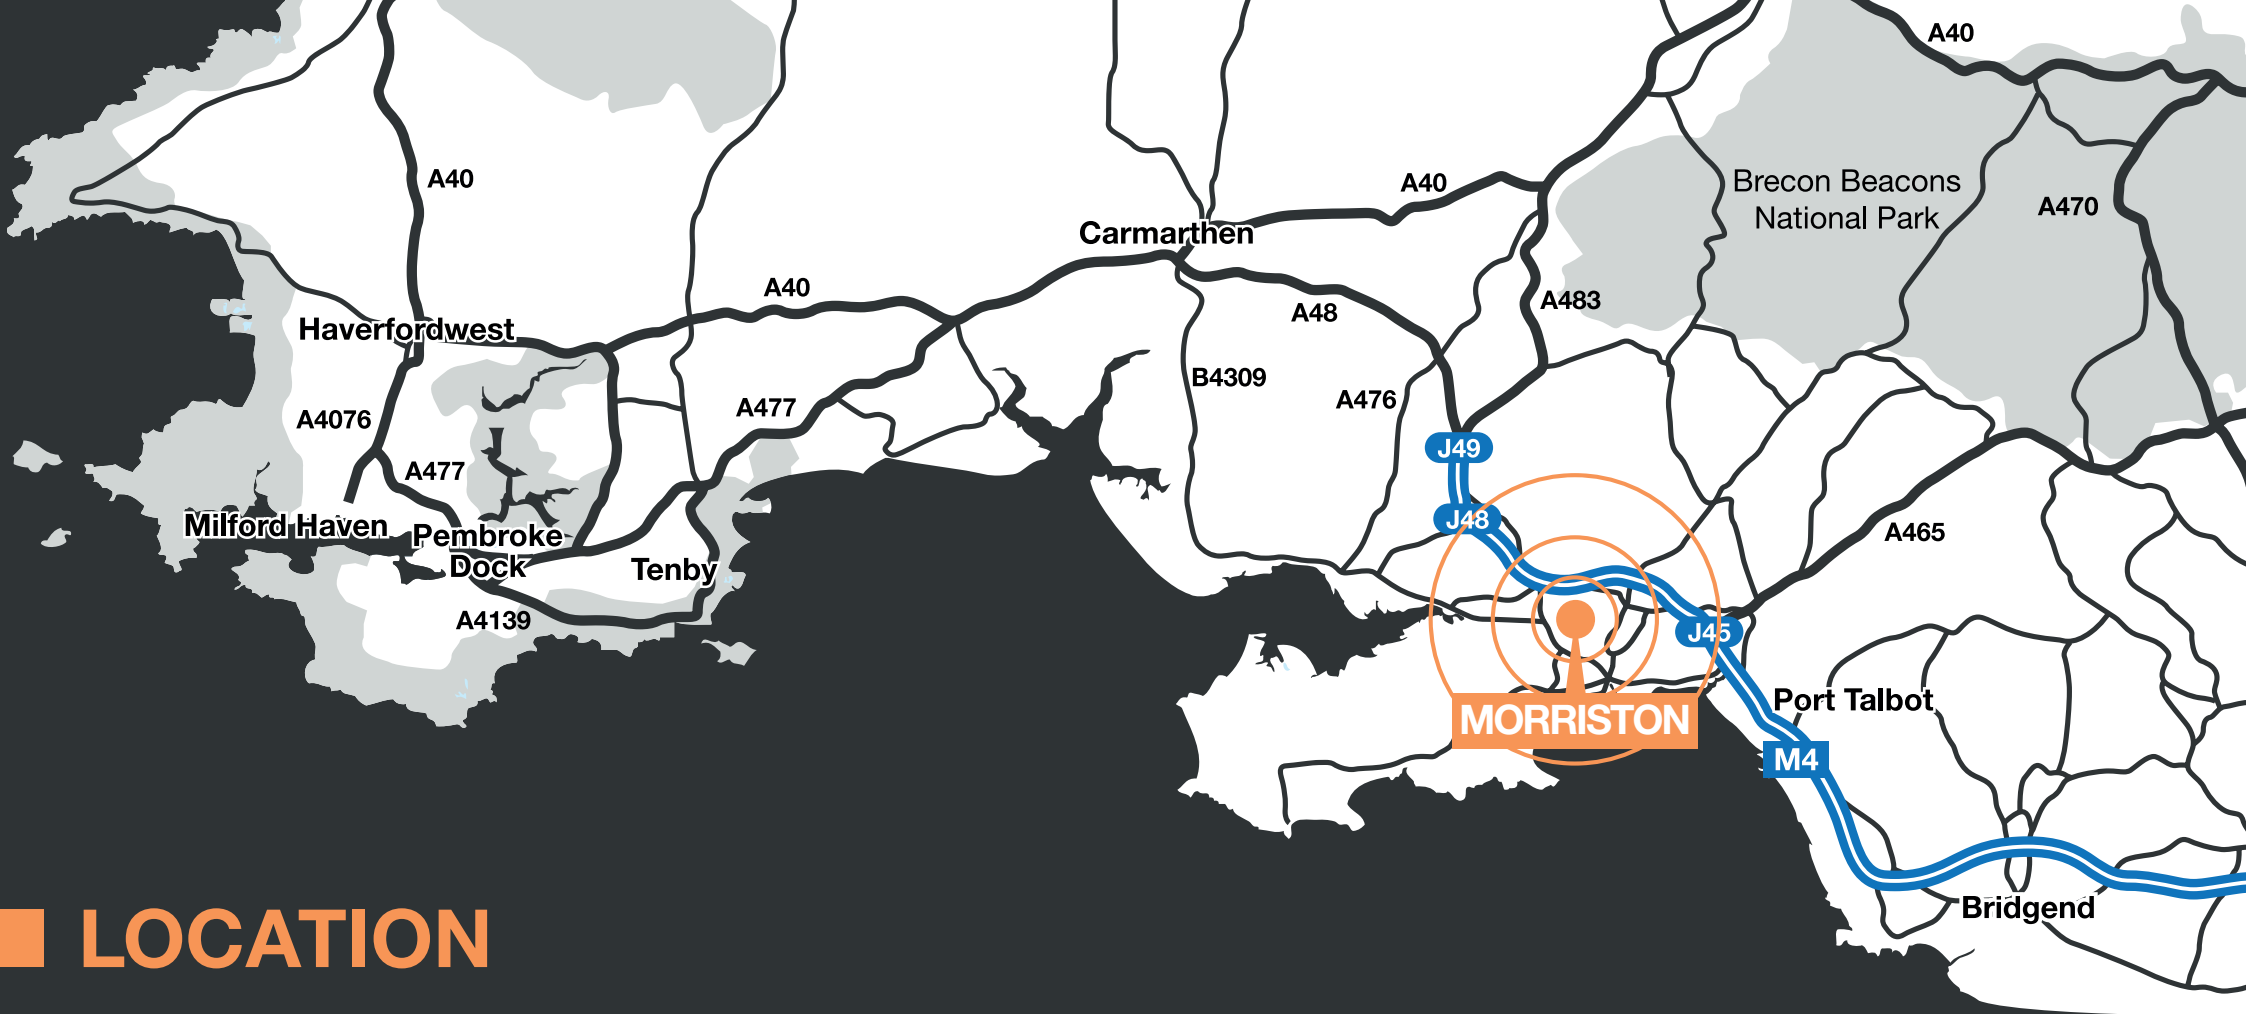 A40
A40
Brecon Beacons
National Park
A40
A470
Carmarthen
A40
A483
A48
Haverfordwest
B4309
A476
A477
A4076
J49
A477
J48
Milford Haven
Pembroke
Dock
A465
Tenby
A4139
J45
Port Talbot
MORRISTON
M4
Bridgend
LOCATION